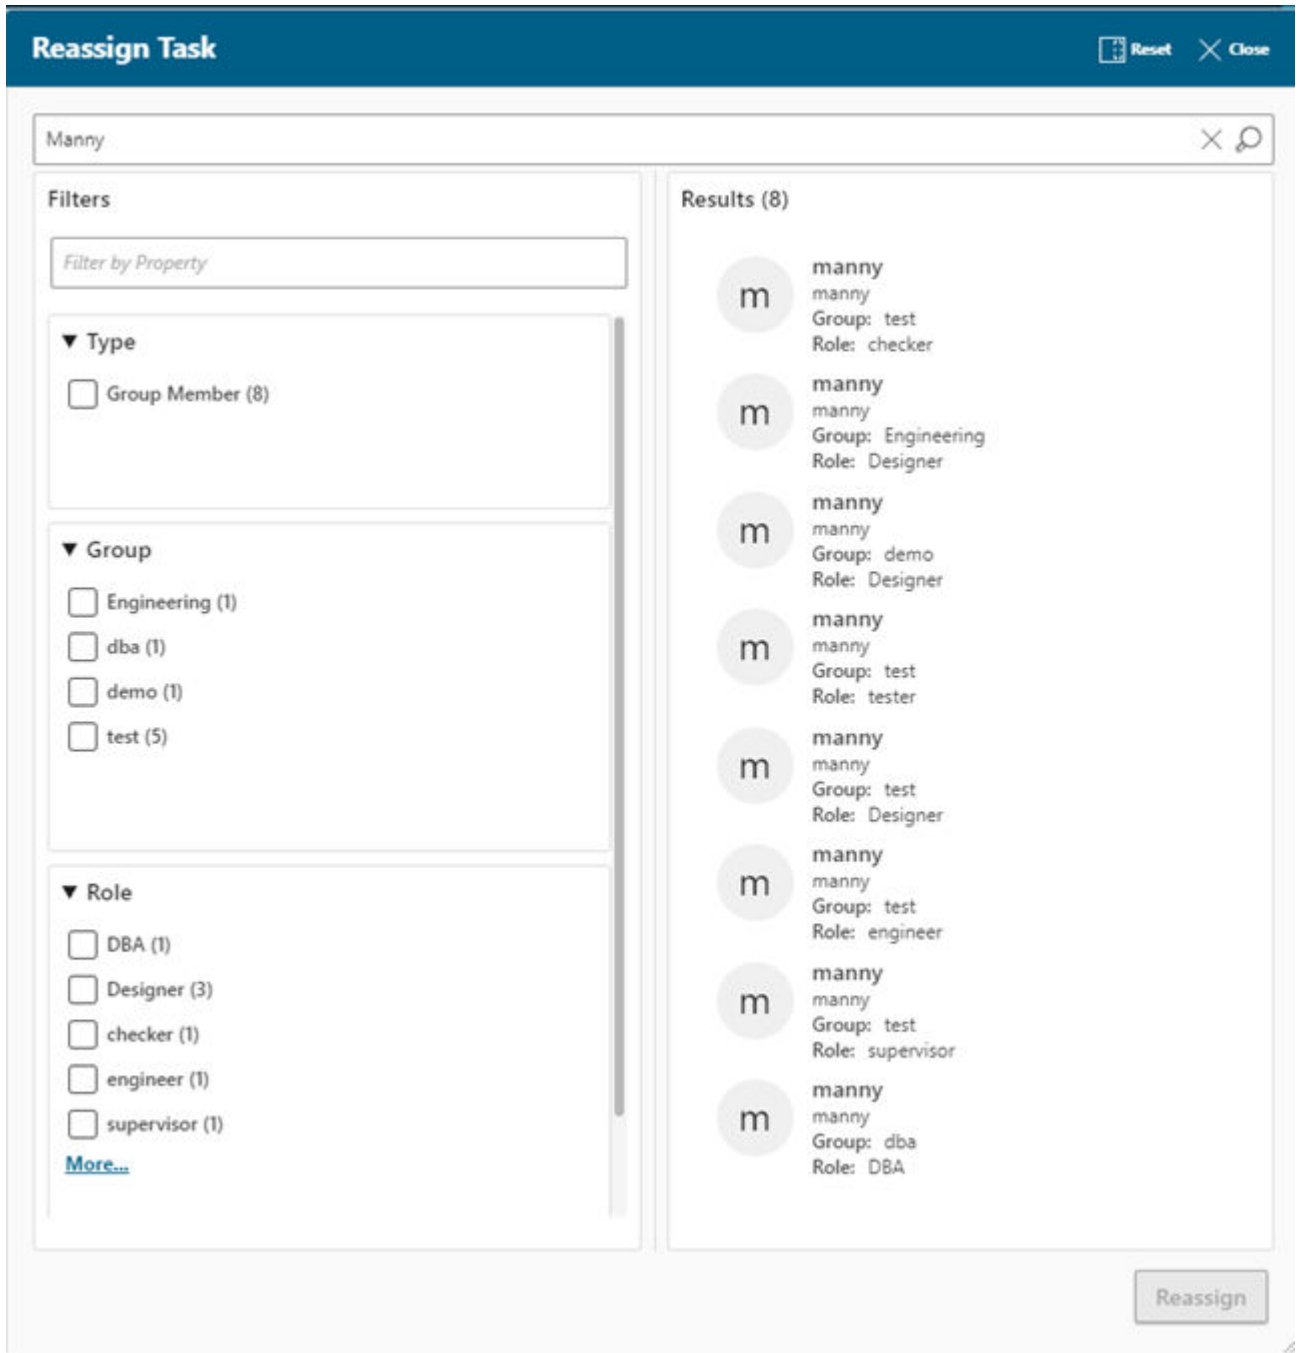 Reassign Task
Reset
Close
Manny
Filters
Filter by Property
Type
Group Member (8)
Group
Engineering (1)
dba (1)
demo (1)
test (5)
Role
DBA (1)
Designer (3)
checker (1)
engineer (1)
supervisor (1)
More...
Results (8)
m
manny
manny
Group: test
Role: checker
m
manny
manny
Group: Engineering
Role: Designer
m
manny
manny
Group: demo
Role: Designer
m
manny
manny
Group: test
Role: tester
m
manny
manny
Group: test
Role: Designer
m
manny
manny
Group: test
Role: engineer
m
manny
manny
Group: test
Role: supervisor
m
manny
manny
Group: dba
Role: DBA
Reassign